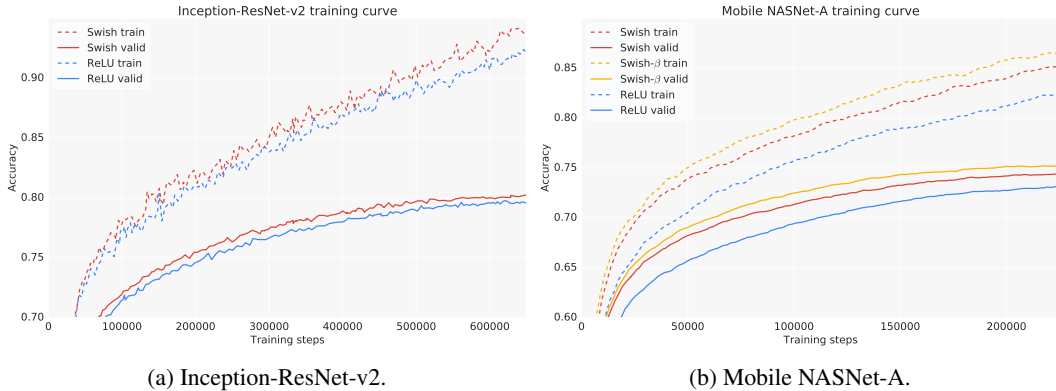 Inception-ResNet-v2 training curve
Swish train
Swish valid
ReLU train
ReLU valid
0.90
0.85
0.80
0.75
0.70
Accuracy
100000 200000 300000 400000 500000 600000
Training steps
(a) Inception-ResNet-v2.
Mobile NASNet-A training curve
Swish train
Swish valid
Swish-β train
Swish-β valid
ReLU train
ReLU valid
0.85
0.80
0.75
0.70
0.65
0.60
Accuracy
50000 100000 150000 200000
Training steps
(b) Mobile NASNet-A.